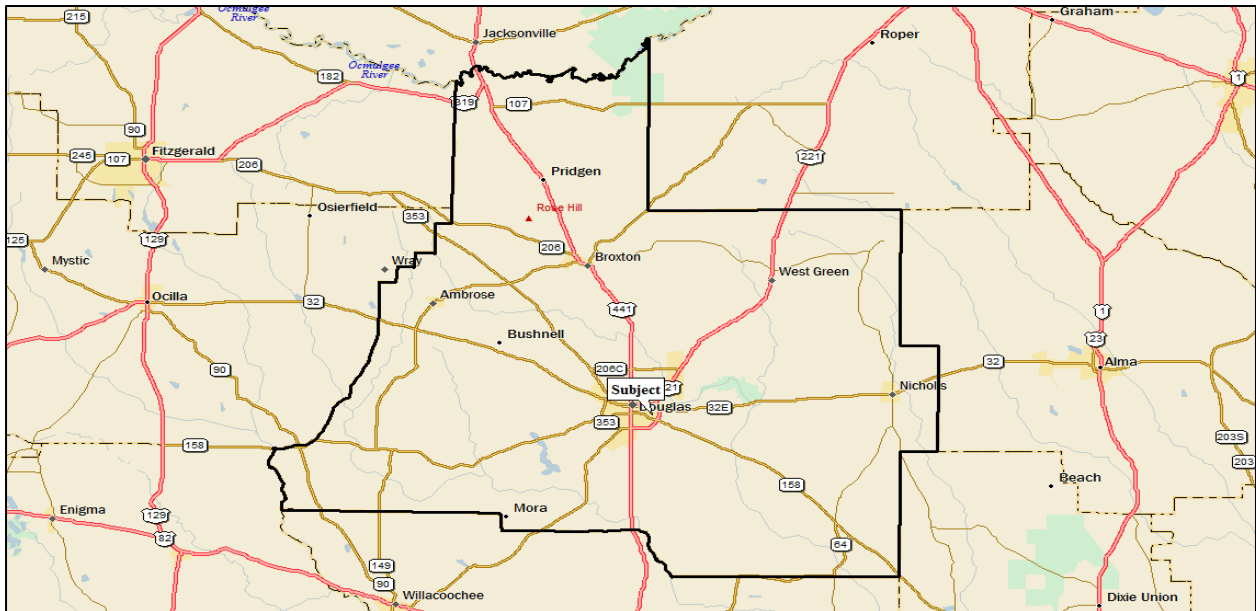 215
Ocmulgee
River
Jacksonville
Graham
Roper
1
Ocmulgee
River
182
319
107
90
Fitzgerald
245
107
206
221
Pridgen
Osierfield
353
Rose Hill
125
129
206
Mystic
Wray
Broxton
West Green
Ocilla
32
Ambrose
441
1
Bushnell
23
90
206C
32
Alma
Subject
21
Nicholls
Douglas
32E
353
158
203S
203
158
Beach
Enigma
129
Mora
82
64
149
90
Willacoochee
Dixie Union